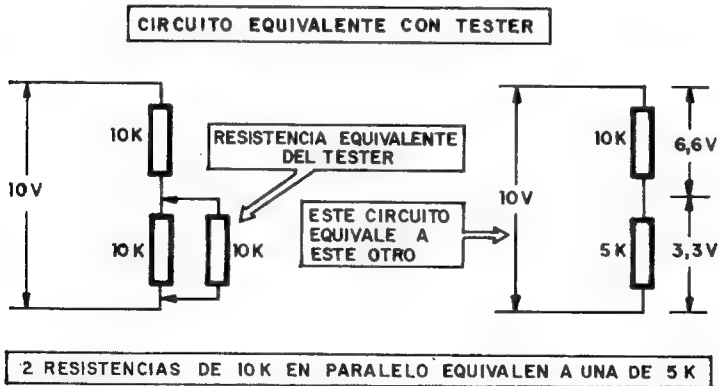 CIRCUITO EQUIVALENTE CON TESTER
10K
10V
10K
10K
RESISTENCIA EQUIVALENTE
DEL TESTER
ESTE CIRCUITO
EQUIVALE A
ESTE OTRO
10V
10K
6,6V
5K
3,3V
2 RESISTENCIAS DE 10K EN PARALELO EQUIVALEN A UNA DE 5K